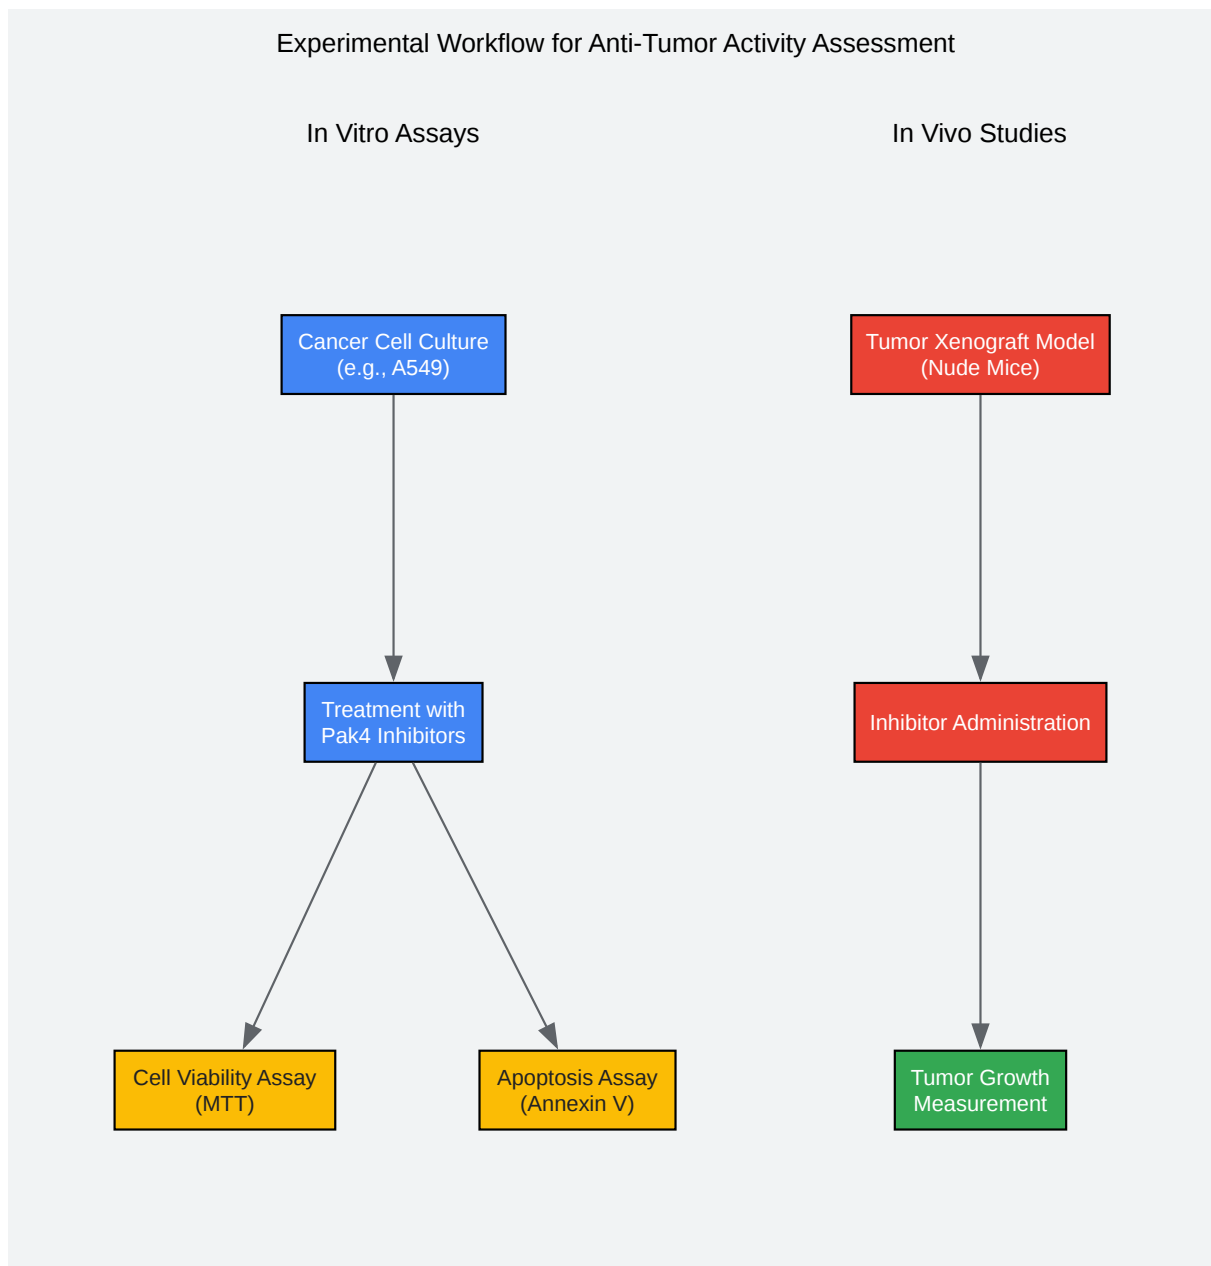 Experimental Workflow for Anti-Tumor Activity Assessment
In Vitro Assays
In Vivo Studies
Cancer Cell Culture
(e.g., A549)
Tumor Xenograft Model
(Nude Mice)
Treatment with
Pak4 Inhibitors
Inhibitor Administration
Cell Viability Assay
(MTT)
Apoptosis Assay
(Annexin V)
Tumor Growth
Measurement